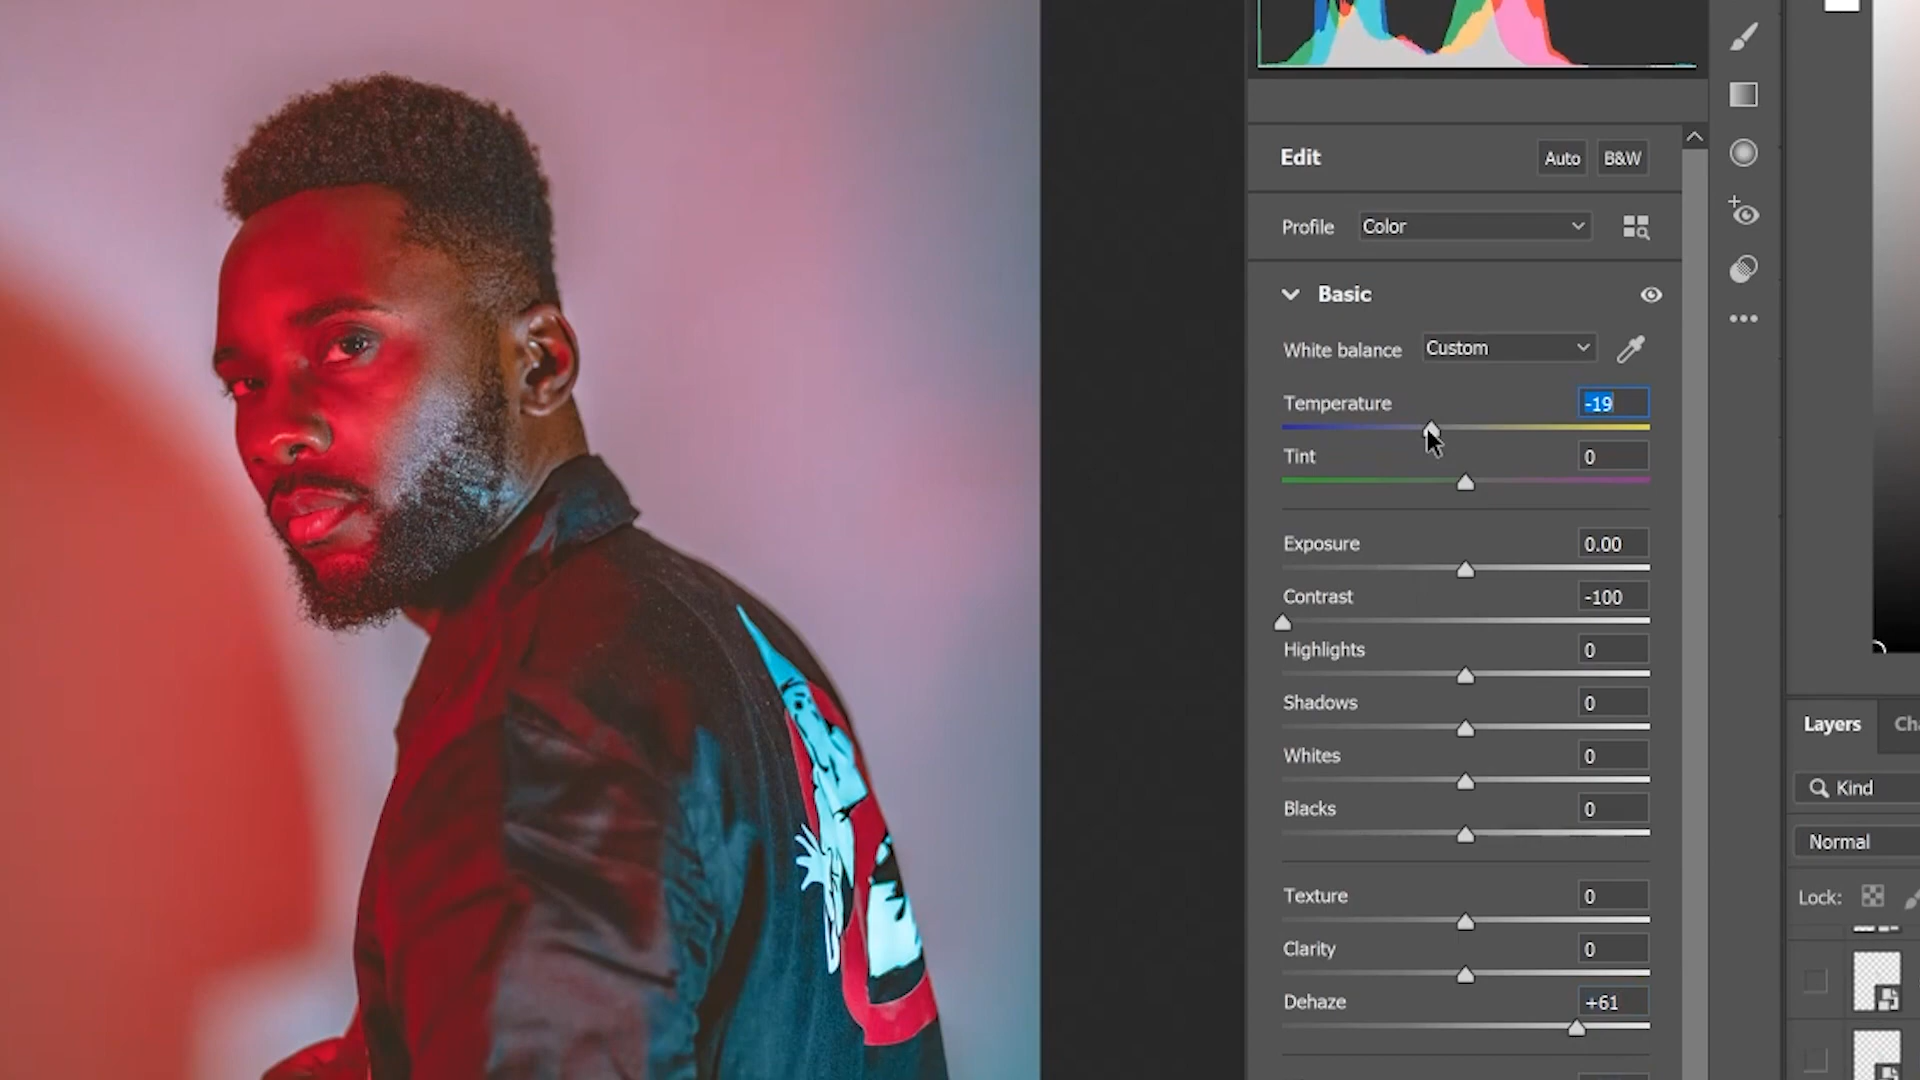 Edit
Auto
B&W
Profile
Color
Basic
White balance
Custom
Temperature
-19
Tint
0
Exposure
0.00
Contrast
-100
Highlights
0
Shadows
0
Whites
0
Blacks
0
Texture
0
Clarity
0
Dehaze
+61
Layers
Ch
Kind
Normal
Lock: